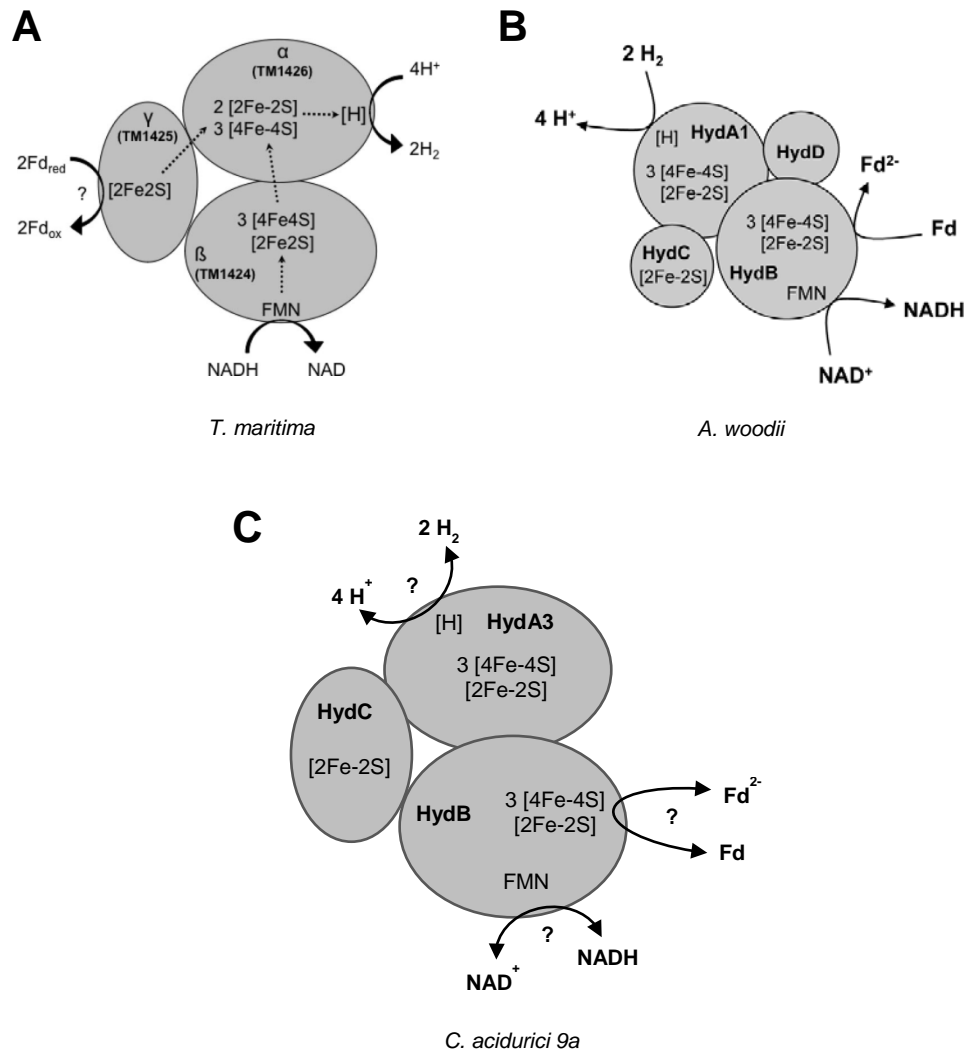 A
α
(TM1426)
2 [2Fe-2S]
3 [4Fe-4S]
[H]
4H⁺
2H₂
γ
(TM1425)
[2Fe2S]
2Fd_red
?
2Fd_ox
3 [4Fe4S]
[2Fe2S]
ß
(TM1424)
FMN
NADH
NAD
T. maritima
B
2 H₂
4 H⁺
[H]
HydA1
3 [4Fe-4S]
[2Fe-2S]
HydD
Fd²⁻
Fd
3 [4Fe-4S]
[2Fe-2S]
HydC
[2Fe-2S]
HydB
FMN
NADH
NAD⁺
A. woodii
C
2 H₂
?
4 H⁺
[H]
HydA3
3 [4Fe-4S]
[2Fe-2S]
HydC
[2Fe-2S]
HydB
3 [4Fe-4S]
[2Fe-2S]
Fd²⁻
?
Fd
FMN
?
NADH
NAD⁺
C. acidurici 9a